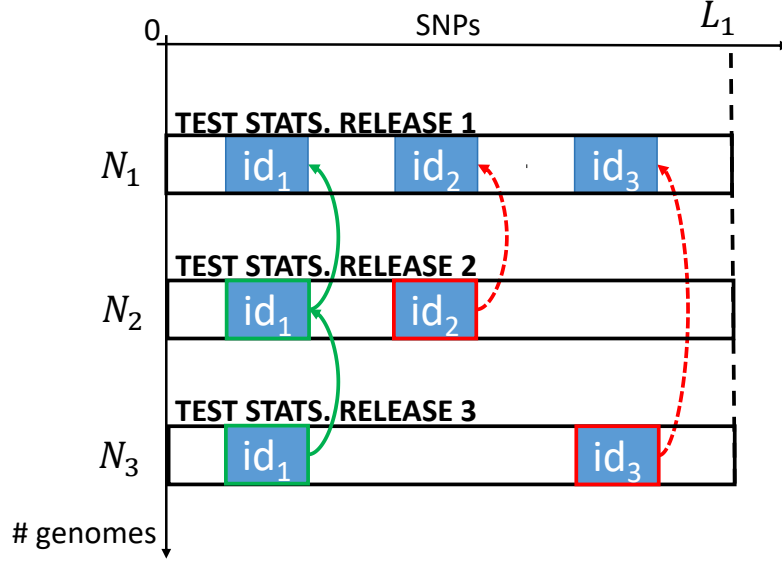 0 SNPs L₁
TEST STATS. RELEASE 1
N₁ id₁ id₂ id₃
TEST STATS. RELEASE 2
N₂ id₁ id₂
TEST STATS. RELEASE 3
N₃ id₁ id₃
# genomes